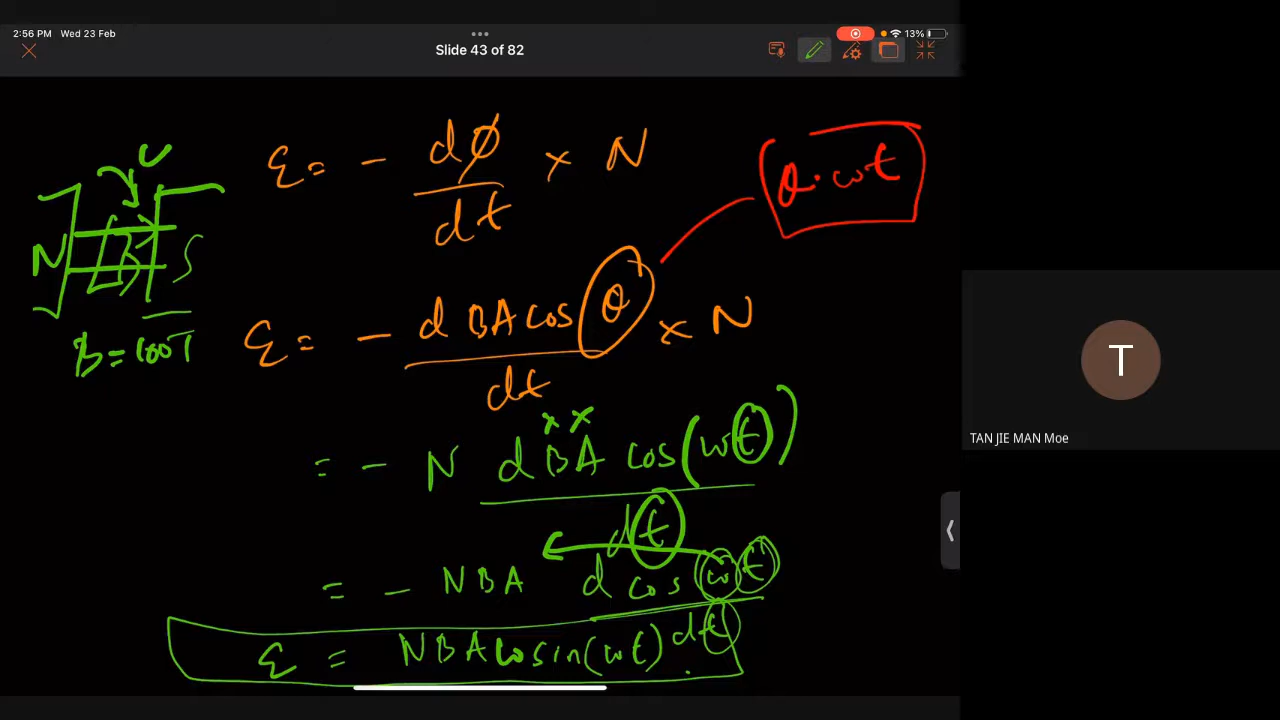 2:56 PM Wed 23 Feb
13%
Slide 43 of 82
ε = - dϕ/dt × N
θ = ωt
N S
B = 100T
ε = - d BA cos θ / dt × N
= - N d BA cos(ωt) / dt
= - NBA d cos ωt / dt
ε = NBAω sin(ωt)
T
TAN JIE MAN Moe